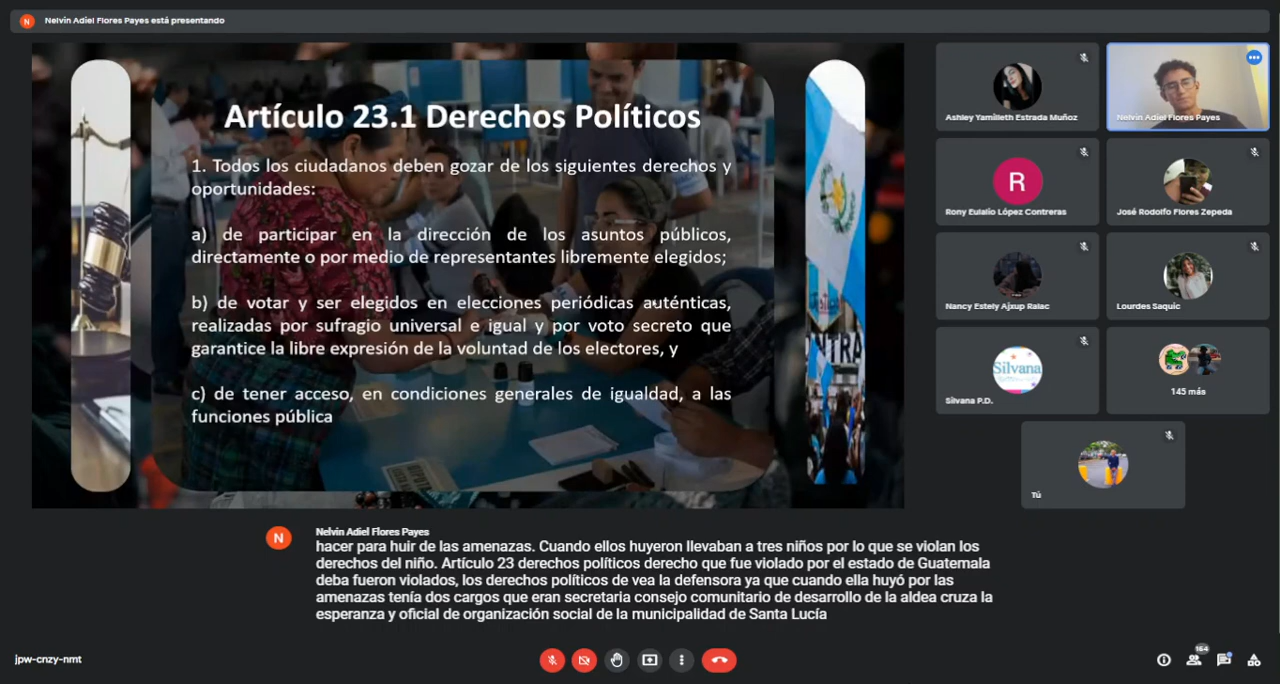 N Nelvin Adiel Flores Payes está presentando
Artículo 23.1 Derechos Políticos
1. Todos los ciudadanos deben gozar de los siguientes derechos y
oportunidades:
a) de participar en la dirección de los asuntos públicos,
directamente o por medio de representantes libremente elegidos;
b) de votar y ser elegidos en elecciones periódicas auténticas,
realizadas por sufragio universal e igual y por voto secreto que
garantice la libre expresión de la voluntad de los electores, y
c) de tener acceso, en condiciones generales de igualdad, a las
funciones pública
NTRA
Ashley Yamilleth Estrada Muñoz
Nelvin Adiel Flores Payes
R
Rony Eulalio López Contreras
José Rodolfo Flores Zepeda
Nancy Estely Ajxup Ralac
Lourdes Saquic
Silvana
Silvana P.D.
145 más
Tú
N
Nelvin Adiel Flores Payes
hacer para huir de las amenazas. Cuando ellos huyeron llevaban a tres niños por lo que se violan los
derechos del niño. Artículo 23 derechos políticos derecho que fue violado por el estado de Guatemala
deba fueron violados, los derechos políticos de vea la defensora ya que cuando ella huyó por las
amenazas tenía dos cargos que eran secretaria consejo comunitario de desarrollo de la aldea cruza la
esperanza y oficial de organización social de la municipalidad de Santa Lucía
jpw-cnzy-nmt
164